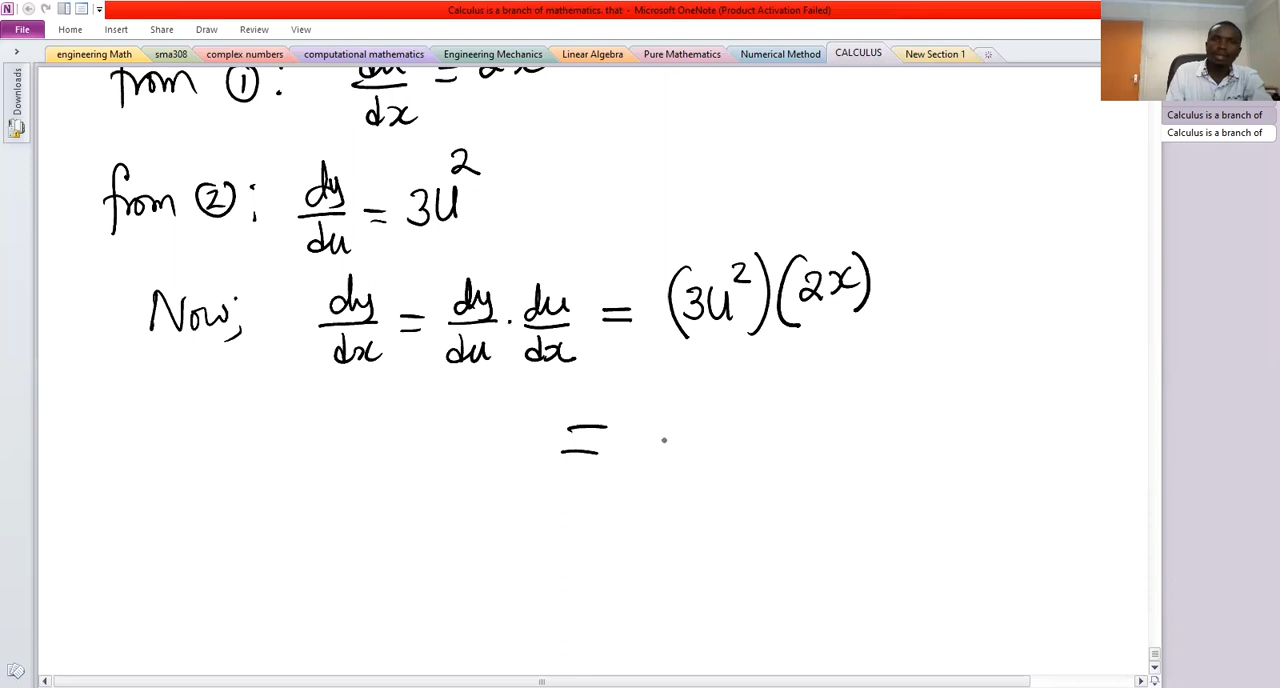 Calculus is a branch of mathematics. that - Microsoft OneNote (Product Activation Failed)
File Home Insert Share Draw Review View
engineering Math sma308 complex numbers computational mathematics Engineering Mechanics Linear Algebra Pure Mathematics Numerical Method CALCULUS New Section 1
Downloads
Calculus is a branch of
Calculus is a branch of
from ①: du/dx = 2x
from ②: dy/du = 3u²
Now; dy/dx = dy/du · du/dx = (3u²)(2x)
=